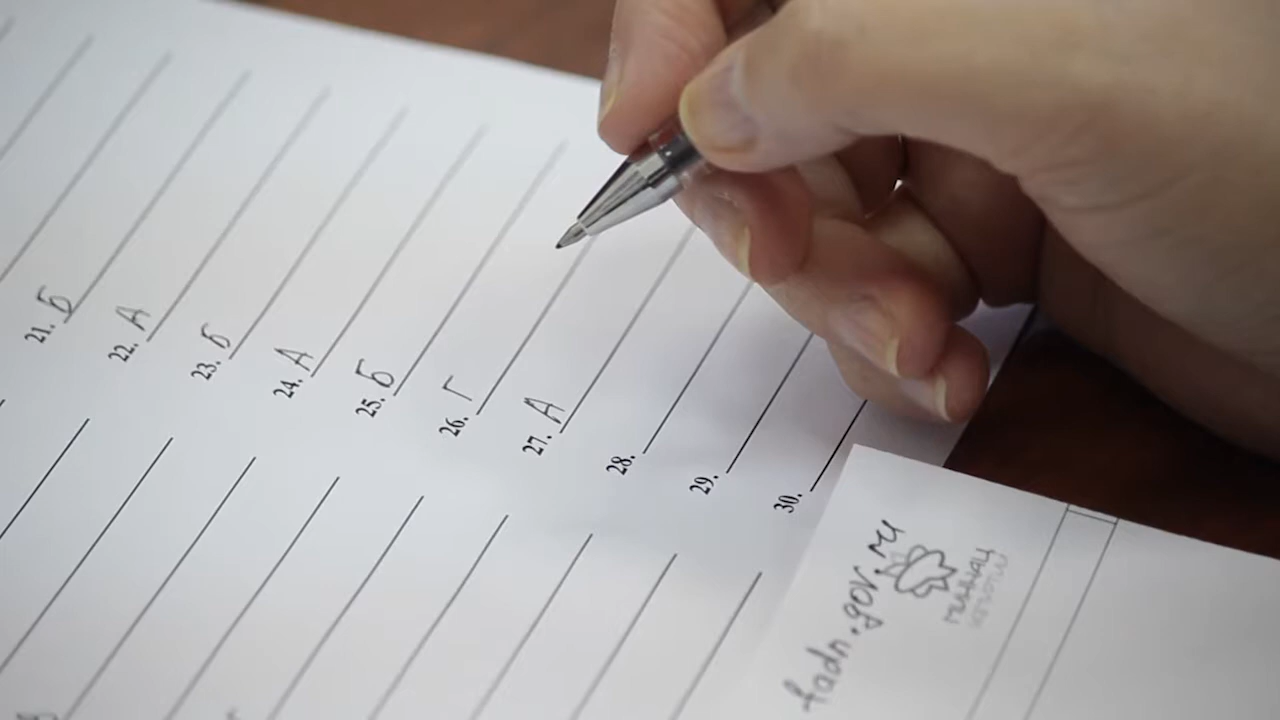 21. Б
22. А
23. Б
24. А
25. Б
26. Г
27. А
28.
29.
30.
fadn.gov.ru